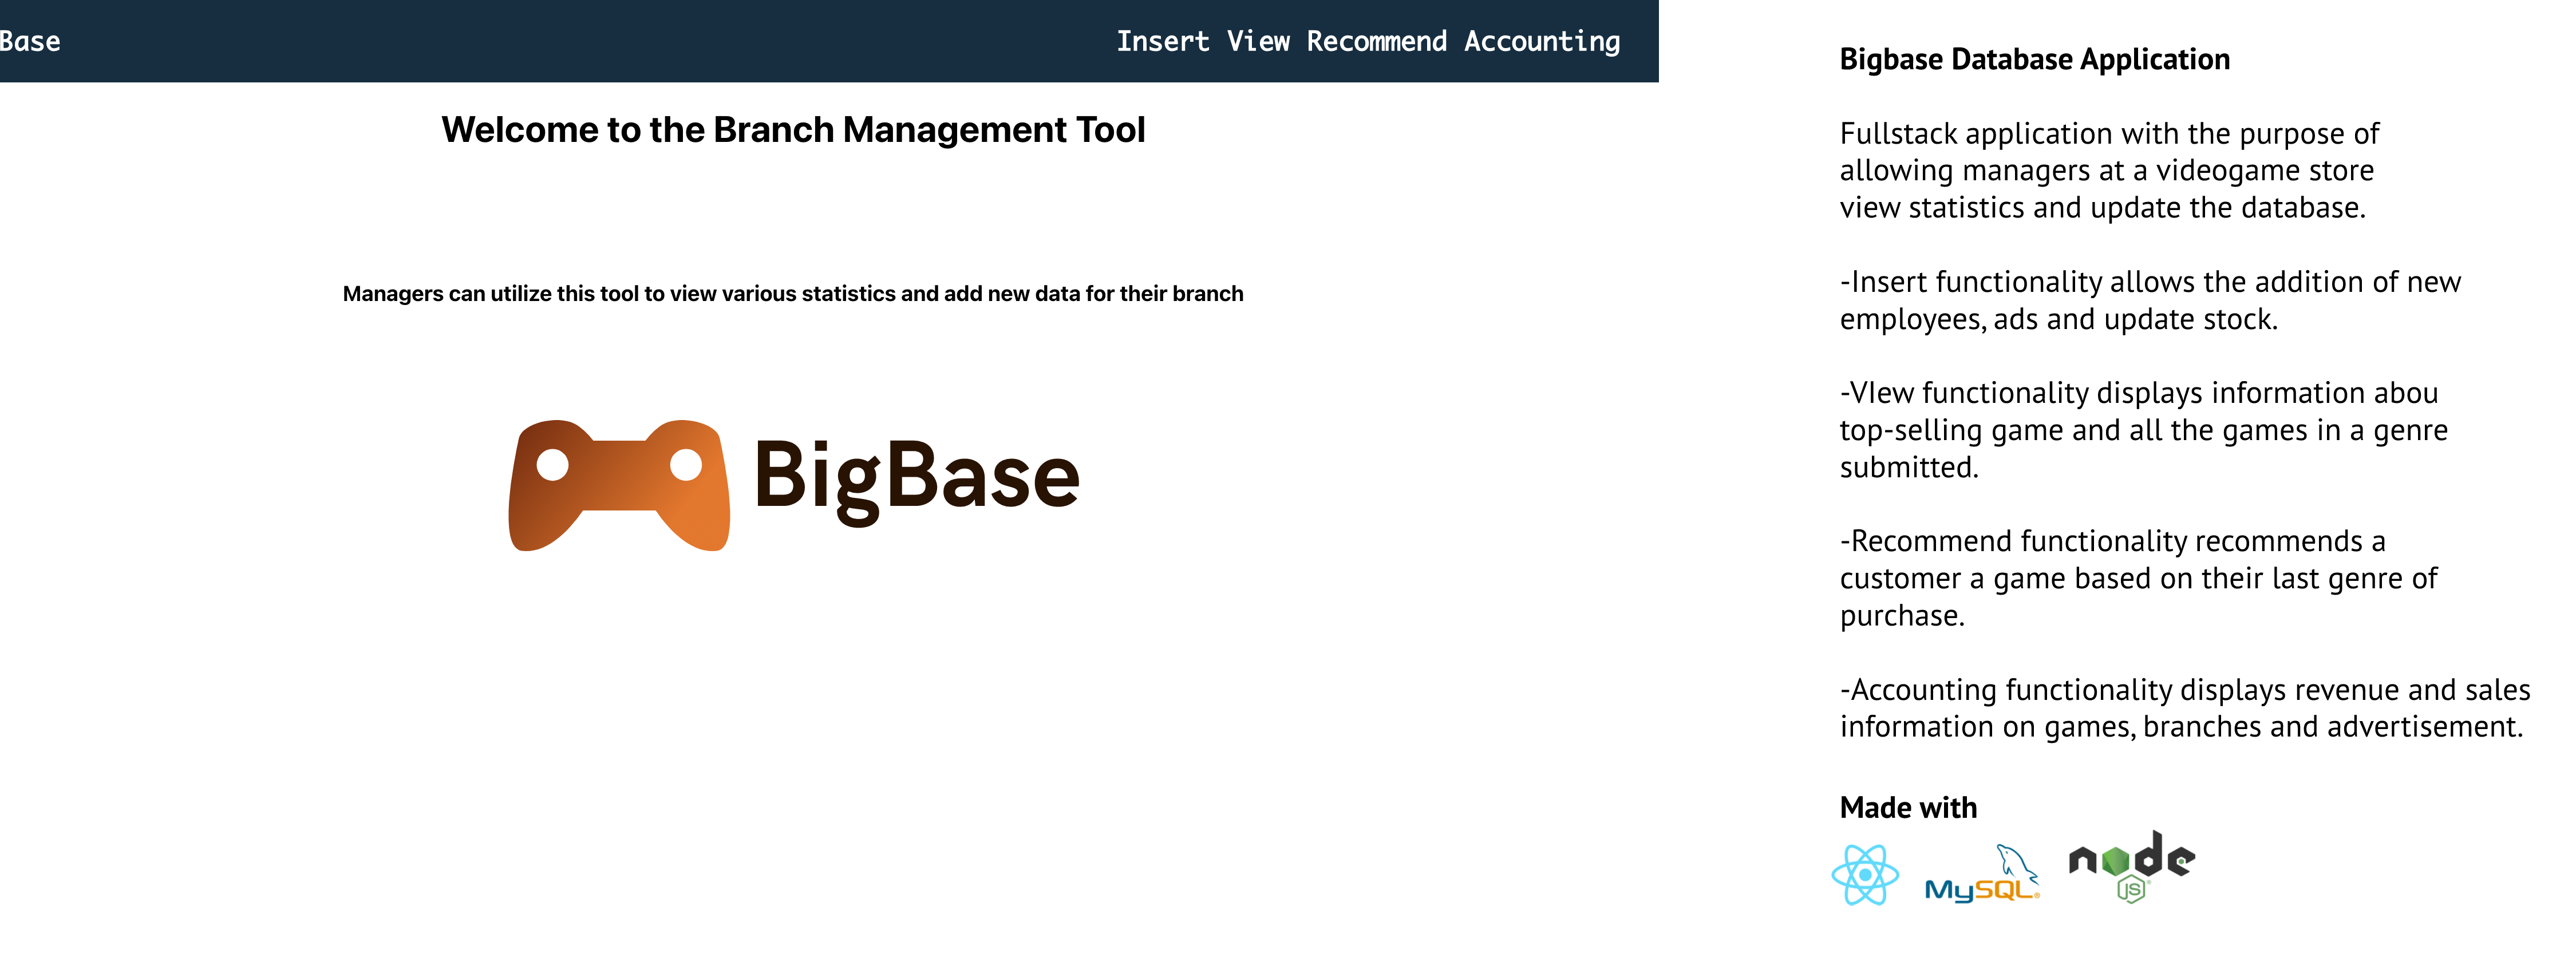 Base
Insert View Recommend Accounting
Welcome to the Branch Management Tool
Managers can utilize this tool to view various statistics and add new data for their branch
BigBase
Bigbase Database Application
Fullstack application with the purpose of
allowing managers at a videogame store
view statistics and update the database.
-Insert functionality allows the addition of new
employees, ads and update stock.
-VIew functionality displays information abou
top-selling game and all the games in a genre
submitted.
-Recommend functionality recommends a
customer a game based on their last genre of
purchase.
-Accounting functionality displays revenue and sales
information on games, branches and advertisement.
Made with
MySQL®
node
JS®